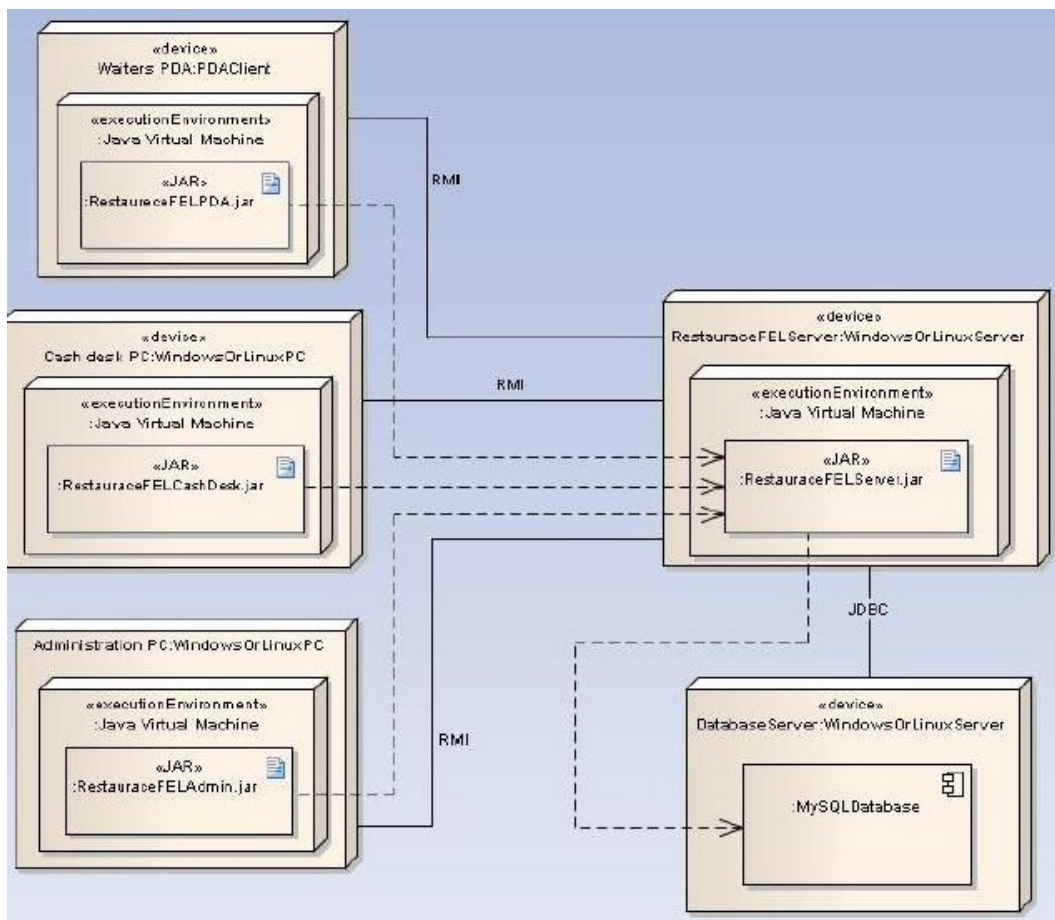 «device»
Waiters PDA:PDAClient
«executionEnvironment»
:Java Virtual Machine
«JAR»
:RestaureceFELPDA.jar
RMI
«device»
Cash desk PC:WindowsOrLinuxPC
«executionEnvironment»
:Java Virtual Machine
«JAR»
:RestauraceFELCashDesk.jar
RMI
«device»
RestauraceFELServer:WindowsOrLinuxServer
«executionEnvironment»
:Java Virtual Machine
«JAR»
:RestauraceFELServer.jar
JDBC
Administration PC:WindowsOrLinuxPC
«executionEnvironment»
:Java Virtual Machine
«JAR»
:RestauraceFELAdmin.jar
RMI
«device»
DatabaseServer:WindowsOrLinuxServer
:MySQLDatabase